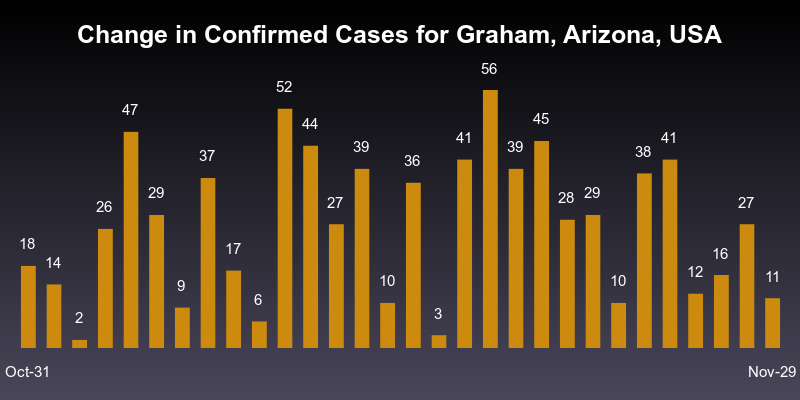 Change in Confirmed Cases for Graham, Arizona, USA
18 14 2 26 47 29 9 37 17 6 52 44 27 39 10 36 3 41 56 39 45 28 29 10 38 41 12 16 27 11
Oct-31 Nov-29